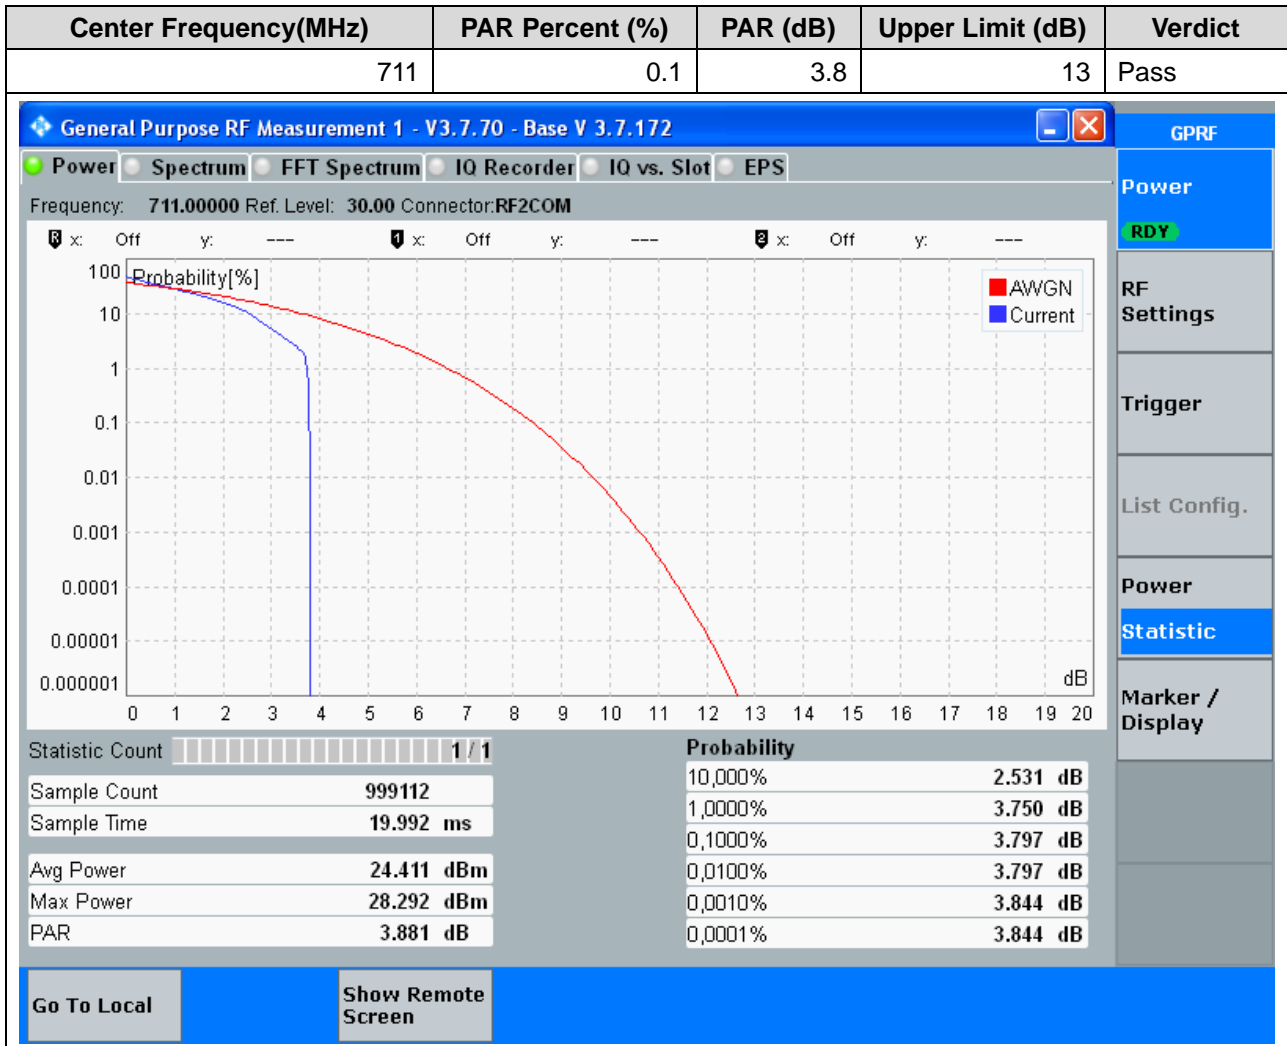 Center Frequency(MHz) PAR Percent (%) PAR (dB) Upper Limit (dB) Verdict
711 0.1 3.8 13 Pass
General Purpose RF Measurement 1 - V3.7.70 - Base V 3.7.172
GPRF
Power Spectrum FFT Spectrum IQ Recorder IQ vs. Slot EPS
Power
RDY
Frequency: 711.00000 Ref. Level: 30.00 Connector:RF2COM
R x: Off y: --- 1 x: Off y: --- 2 x: Off y: ---
Probability[%]
AWGN
Current
100
10
1
0.1
0.01
0.001
0.0001
0.00001
0.000001
dB
0 1 2 3 4 5 6 7 8 9 10 11 12 13 14 15 16 17 18 19 20
RF
Settings
Trigger
List Config.
Power
Statistic
Marker /
Display
Statistic Count 1 / 1
Sample Count 999112
Sample Time 19.992 ms
Avg Power 24.411 dBm
Max Power 28.292 dBm
PAR 3.881 dB
Probability
10,000% 2.531 dB
1,0000% 3.750 dB
0,1000% 3.797 dB
0,0100% 3.797 dB
0,0010% 3.844 dB
0,0001% 3.844 dB
Go To Local
Show Remote
Screen